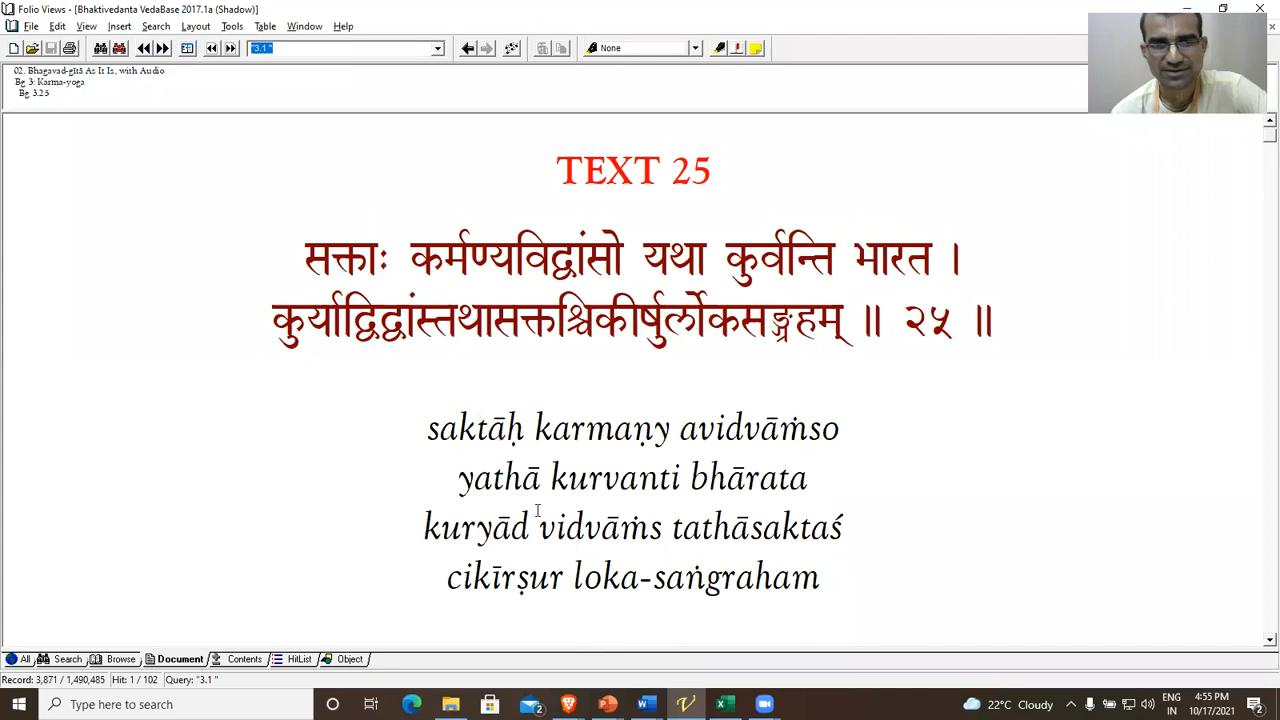 Folio Views - [Bhaktivedanta VedaBase 2017.1a (Shadow)]
File Edit View Insert Search Layout Tools Table Window Help
"3.1 "
None
02. Bhagavad-gītā As It Is, with Audio
Bg 3: Karma-yoga
Bg 3.25
TEXT 25
सक्ताः कर्मण्यविद्वांसो यथा कुर्वन्ति भारत ।
कुर्याद्विद्वांस्तथासक्तश्चिकीर्षुर्लोकसङ्ग्रहम् ॥ २५ ॥
saktāḥ karmaṇy avidvāṁso
yathā kurvanti bhārata
kuryād vidvāṁs tathāsaktaś
cikīrṣur loka-saṅgraham
All Search Browse Document Contents HitList Object
Record: 3,871 / 1,490,485 Hit: 1 / 102 Query: "3.1 "
Type here to search
2
22°C Cloudy
ENG
IN
4:55 PM
10/17/2021
2